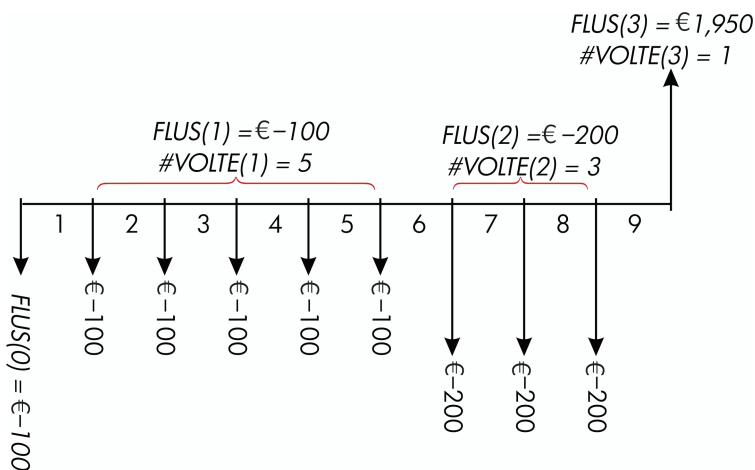 FLUS(3) = €1,950
#VOLTE(3) = 1
FLUS(1) =€–100
#VOLTE(1) = 5
FLUS(2) =€ –200
#VOLTE(2) = 3
1 2 3 4 5 6 7 8 9
FLUS(0) = €–100
€ –100
€ –100
€ –100
€ –100
€ –100
€–200
€–200
€–200